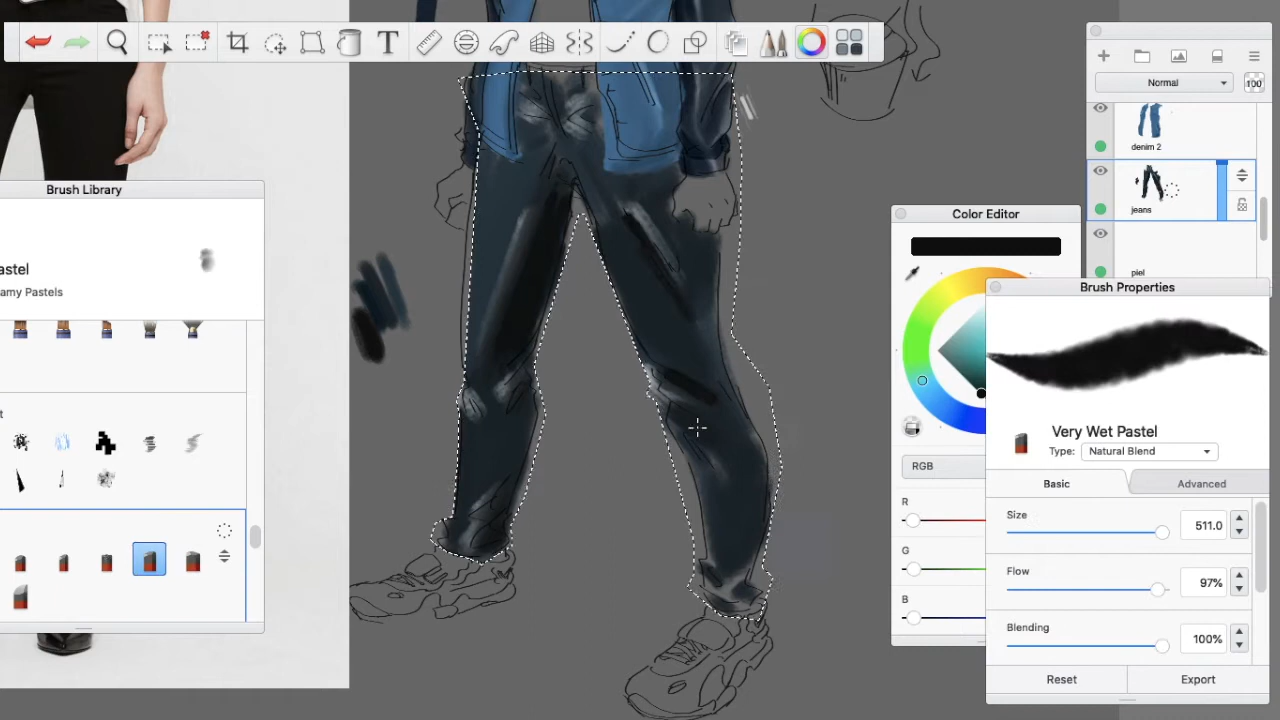 T
Normal
100
denim 2
jeans
piel
Brush Library
astel
amy Pastels
t
Color Editor
RGB
R
G
B
Brush Properties
Very Wet Pastel
Type: Natural Blend
Basic
Advanced
Size
511.0
Flow
97%
Blending
100%
Reset
Export